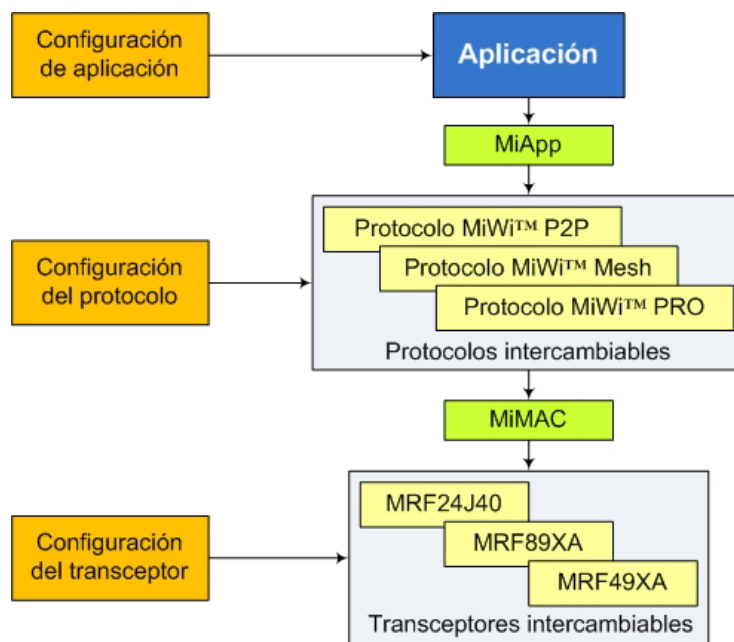 Configuración
de aplicación
Aplicación
MiApp
Protocolo MiWi™ P2P
Protocolo MiWi™ Mesh
Protocolo MiWi™ PRO
Protocolos intercambiables
Configuración
del protocolo
MiMAC
MRF24J40
MRF89XA
MRF49XA
Transceptores intercambiables
Configuración
del transceptor